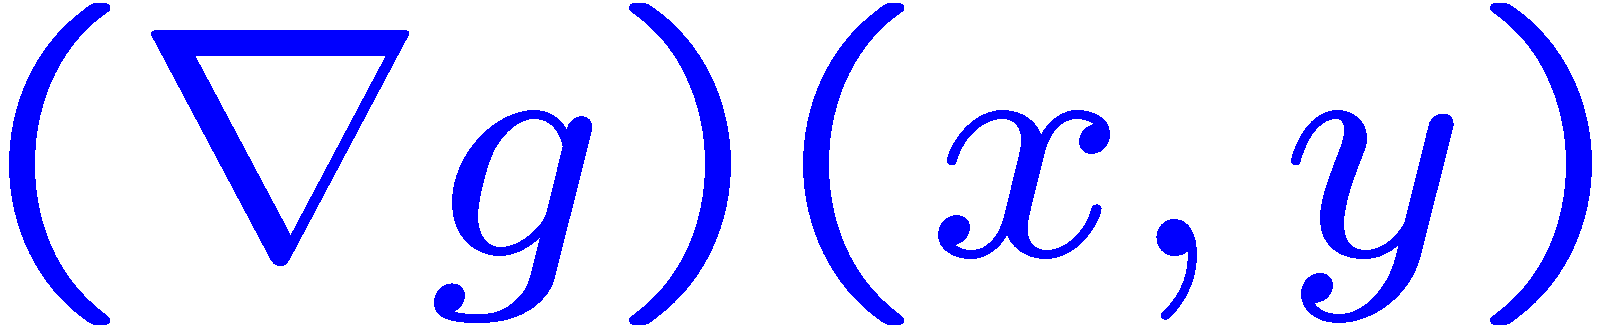 (∇g)(x, y)